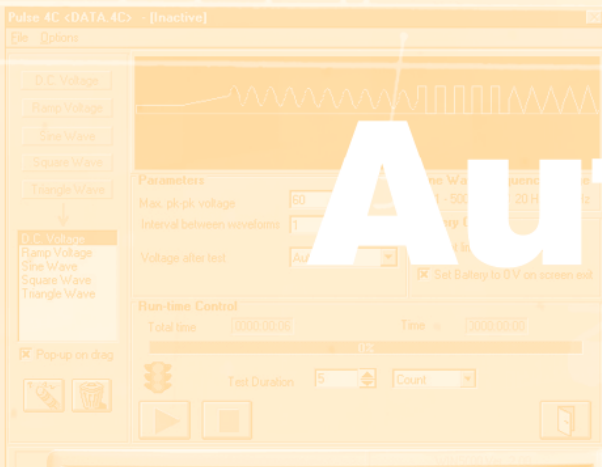 Pulse 4C <DATA.4C> - [Inactive]
File Options
D.C. Voltage
Ramp Voltage
Sine Wave
Square Wave
Triangle Wave
D.C. Voltage
Ramp Voltage
Sine Wave
Square Wave
Triangle Wave
Pop-up on drag
Parameters
Max. pk-pk voltage 60
Interval between waveforms 1
Voltage after test Au
Set Battery to 0V on screen exit
Aut
Run-time Control
Total time 0000:00:00 Time 0000:00:00
0%
Test Duration 5 Count